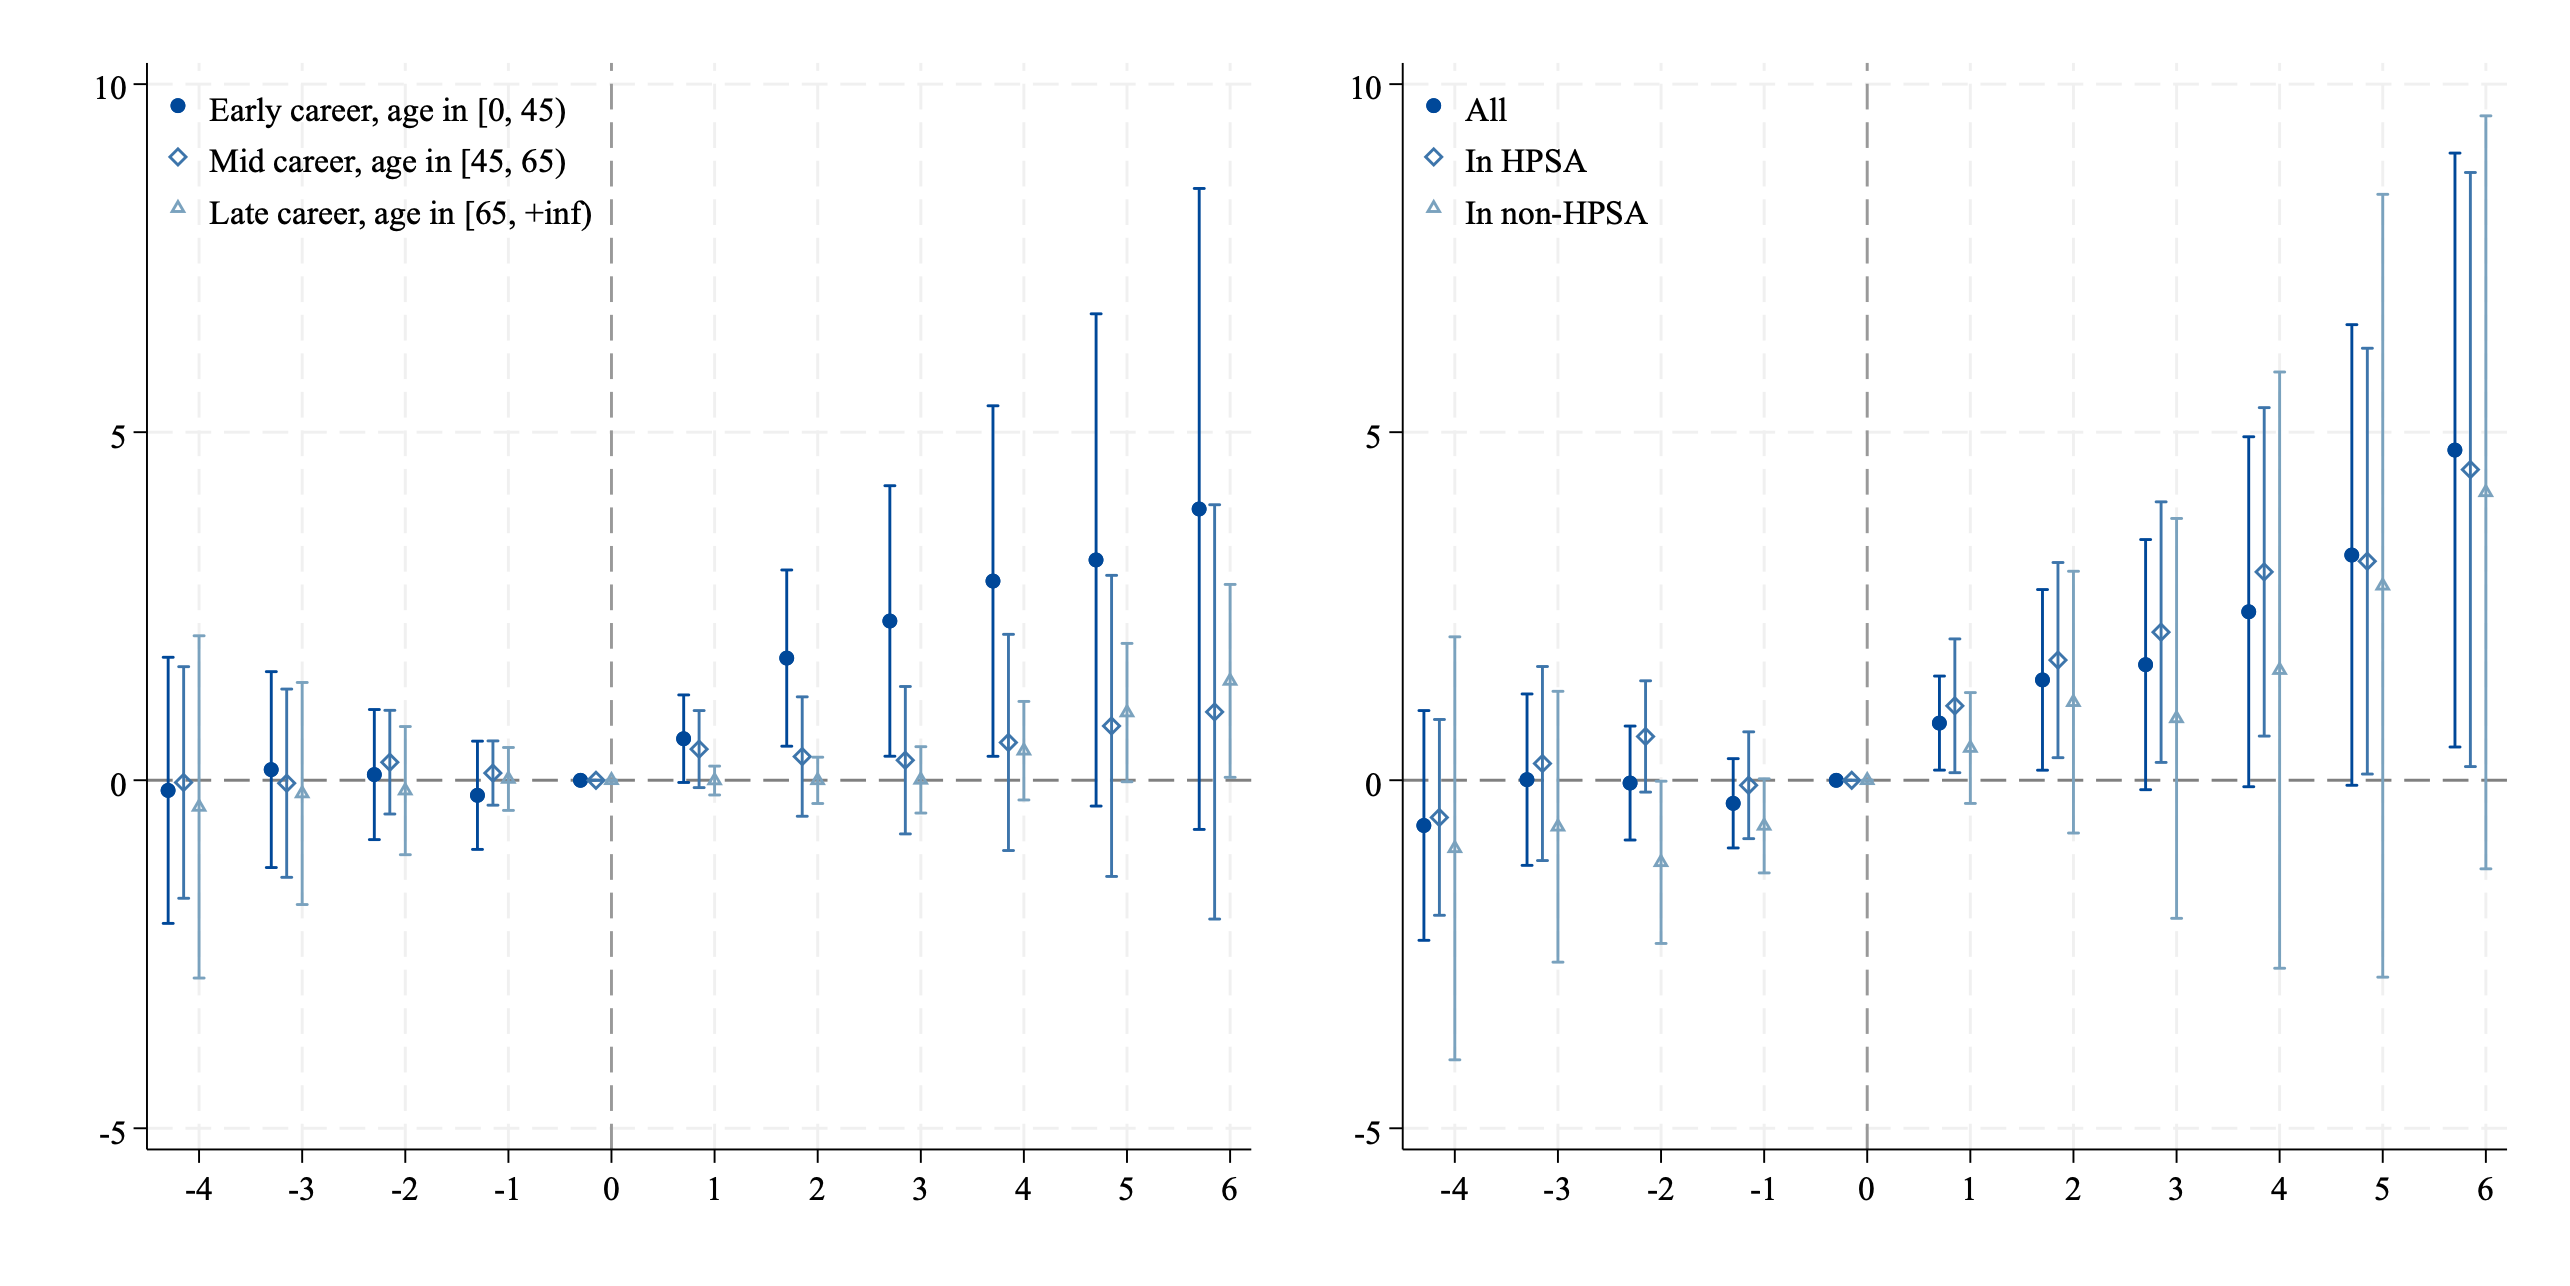 10
5
0
-5
Early career, age in [0, 45)
Mid career, age in [45, 65)
Late career, age in [65, +inf)
-4 -3 -2 -1 0 1 2 3 4 5 6
10
5
0
-5
All
In HPSA
In non-HPSA
-4 -3 -2 -1 0 1 2 3 4 5 6